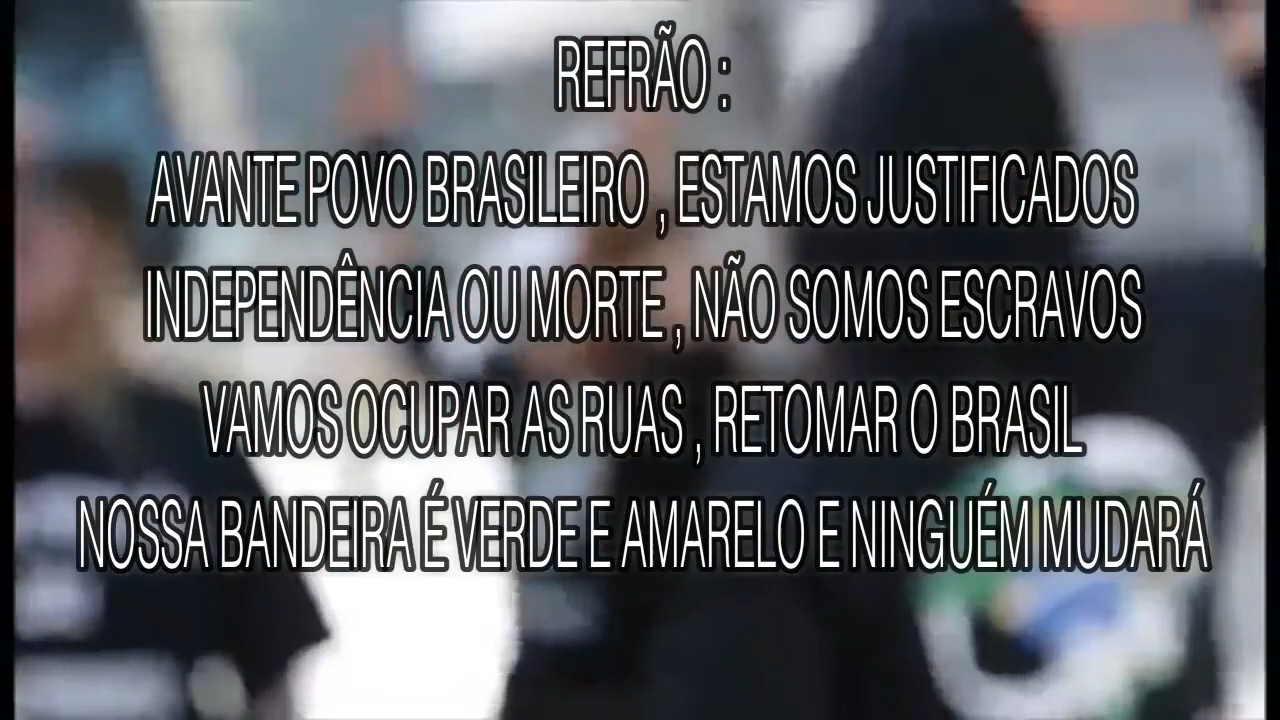 REFRÃO :
AVANTE POVO BRASILEIRO , ESTAMOS JUSTIFICADOS
INDEPENDÊNCIA OU MORTE , NÃO SOMOS ESCRAVOS
VAMOS OCUPAR AS RUAS , RETOMAR O BRASIL
NOSSA BANDEIRA É VERDE E AMARELO E NINGUÉM MUDARÁ